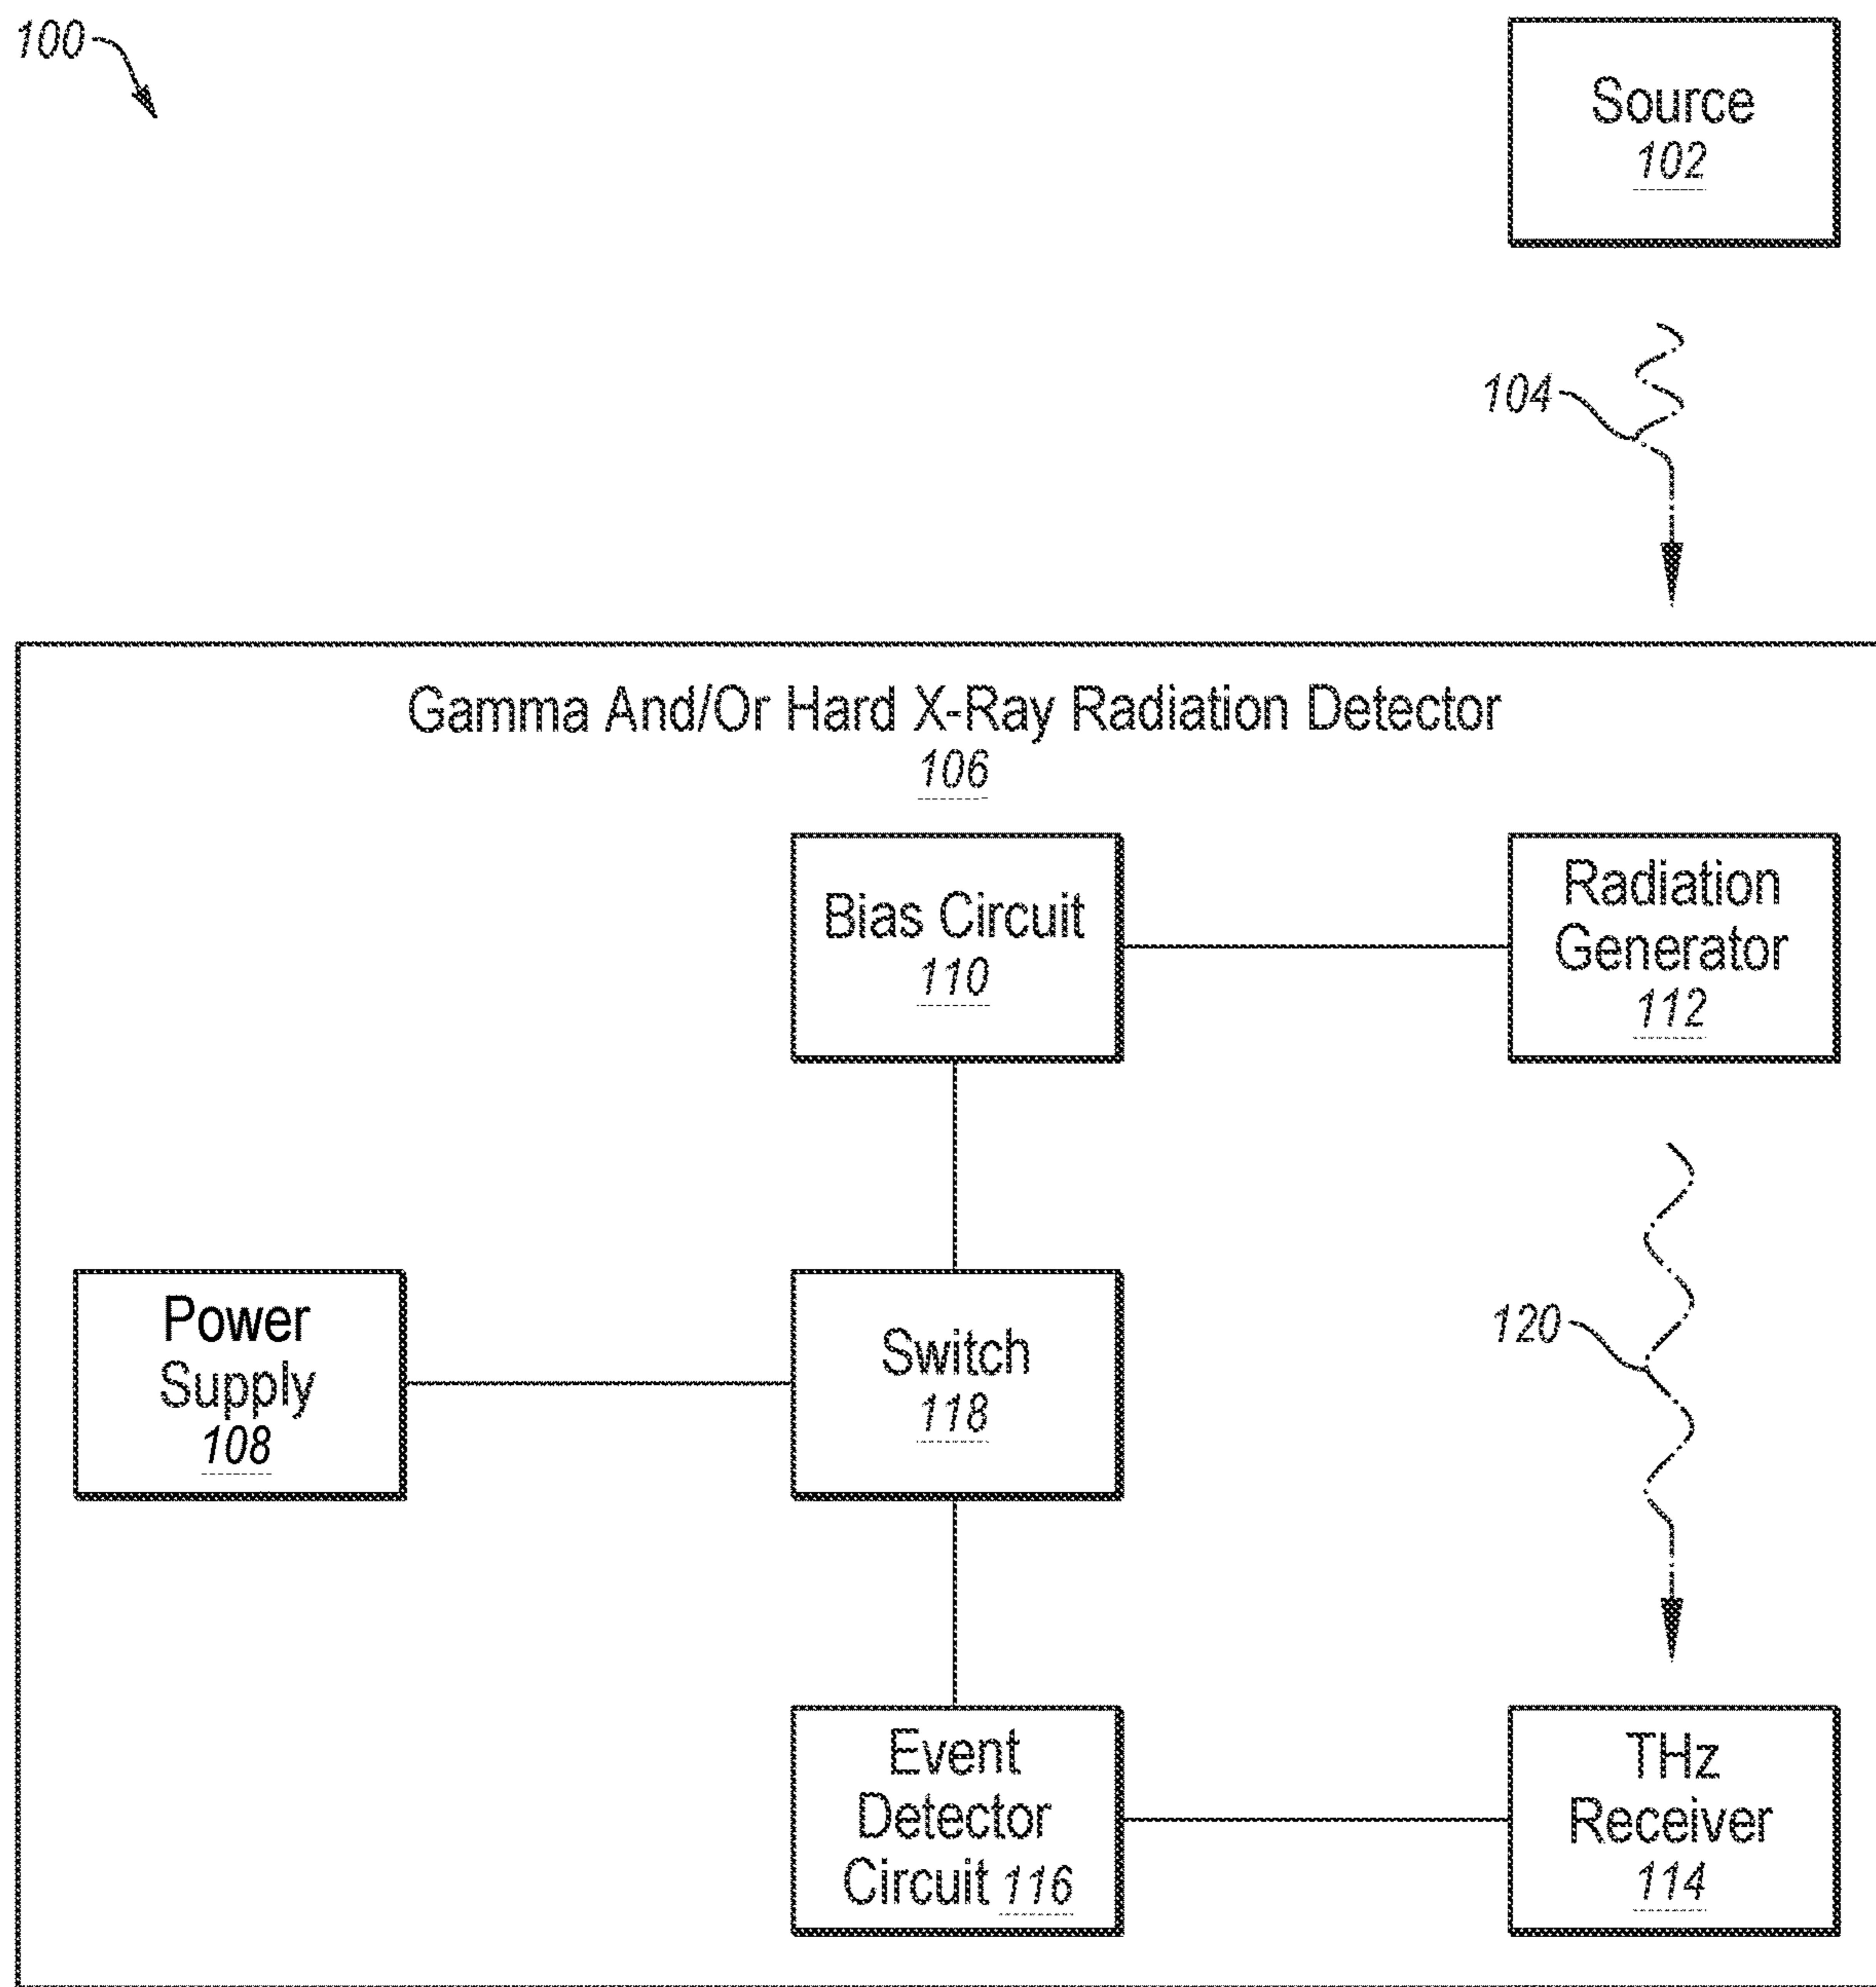 100
Source
102
104
Gamma And/Or Hard X-Ray Radiation Detector
106
Bias Circuit
110
Radiation
Generator
112
Power
Supply
108
Switch
118
120
Event
Detector
Circuit 116
THz
Receiver
114